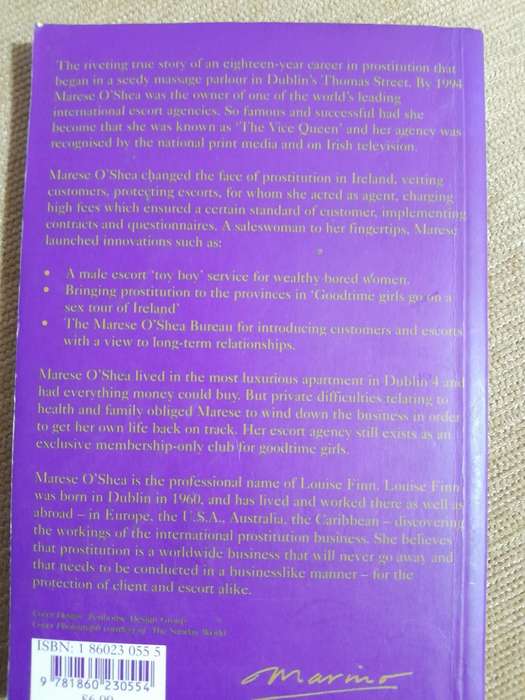 The riveting true story of an eighteen-year career in prostitution that
began in a seedy massage parlour in Dublin's Thomas Street. By 1994
Marese O'Shea was the owner of one of the world's leading
international escort agencies. So famous and successful had she
become that she was known as 'The Vice Queen' and her agency was
recognised by the national print media and on Irish television.
Marese O'Shea changed the face of prostitution in Ireland, vetting
customers, protecting escorts, for whom she acted as agent, charging
high fees which ensured a certain standard of customer, implementing
contracts and questionnaires. A saleswoman to her fingertips, Marese
launched innovations such as:
• A male escort 'toy boy' service for wealthy bored women.
• Bringing prostitution to the provinces in 'Goodtime girls go on a
sex tour of Ireland'
• The Marese O'Shea Bureau for introducing customers and escorts
with a view to long-term relationships.
Marese O'Shea lived in the most luxurious apartment in Dublin 4 and
had everything money could buy. But private difficulties relating to
health and family obliged Marese to wind down the business in order
to get her own life back on track. Her escort agency still exists as an
exclusive membership-only club for goodtime girls.
Marese O'Shea is the professional name of Louise Finn. Louise Finn
was born in Dublin in 1960, and has lived and worked there as well as
abroad – in Europe, the U.S.A., Australia, the Caribbean – discovering
the workings of the international prostitution business. She believes
that prostitution is a worldwide business that will never go away and
that needs to be conducted in a businesslike manner – for the
protection of client and escort alike.
Cover Design: Penhouse Design Group
Cover Photograph courtesy of The Sunday World
ISBN: 1 86023 055 5
9 781860 230554
marino